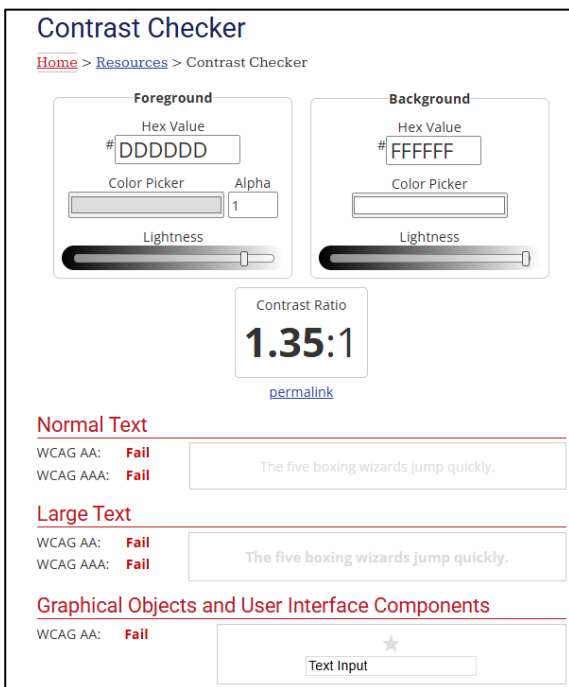 Contrast Checker
Home > Resources > Contrast Checker
Foreground
Hex Value
# DDDDDD
Color Picker Alpha
1
Lightness
Background
Hex Value
# FFFFFF
Color Picker
Lightness
Contrast Ratio
1.35:1
permalink
Normal Text
WCAG AA: Fail
WCAG AAA: Fail
The five boxing wizards jump quickly.
Large Text
WCAG AA: Fail
WCAG AAA: Fail
The five boxing wizards jump quickly.
Graphical Objects and User Interface Components
WCAG AA: Fail
Text Input